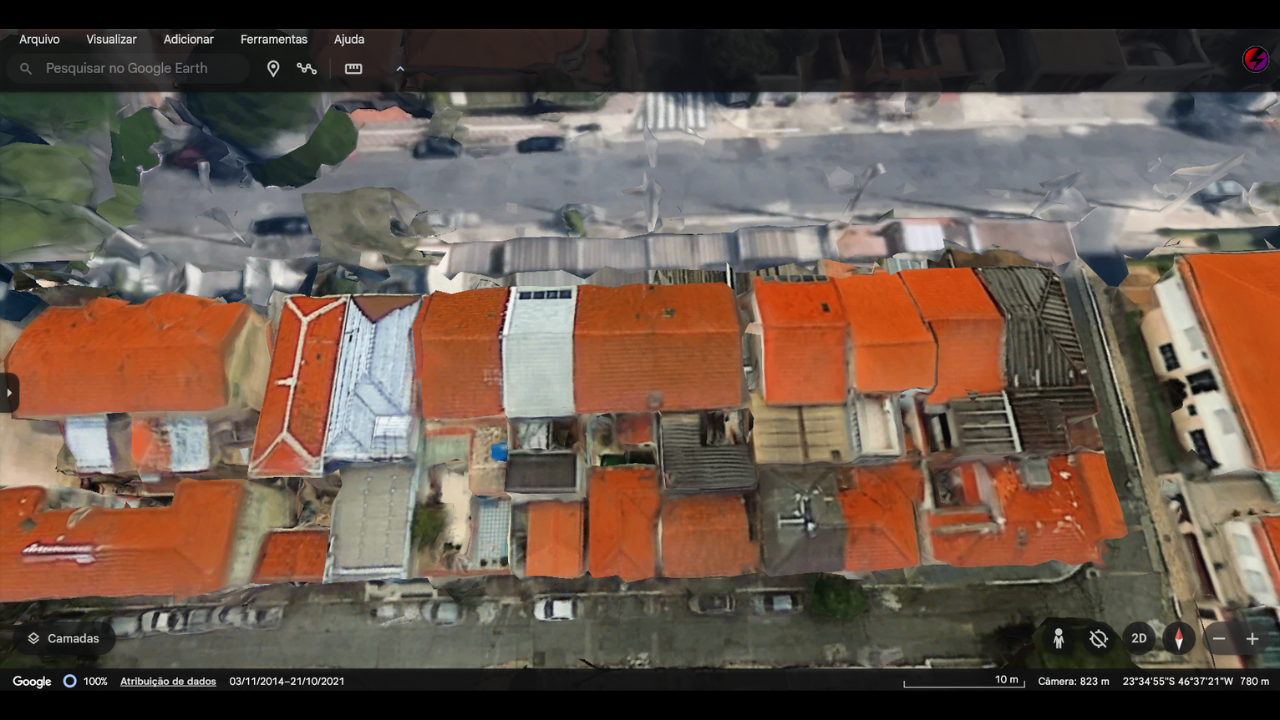 Arquivo Visualizar Adicionar Ferramentas Ajuda
Pesquisar no Google Earth
2D
Camadas
Google 100% Atribuição de dados 03/11/2014–21/10/2021 10 m Câmera: 823 m 23°34'55"S 46°37'21"W 780 m